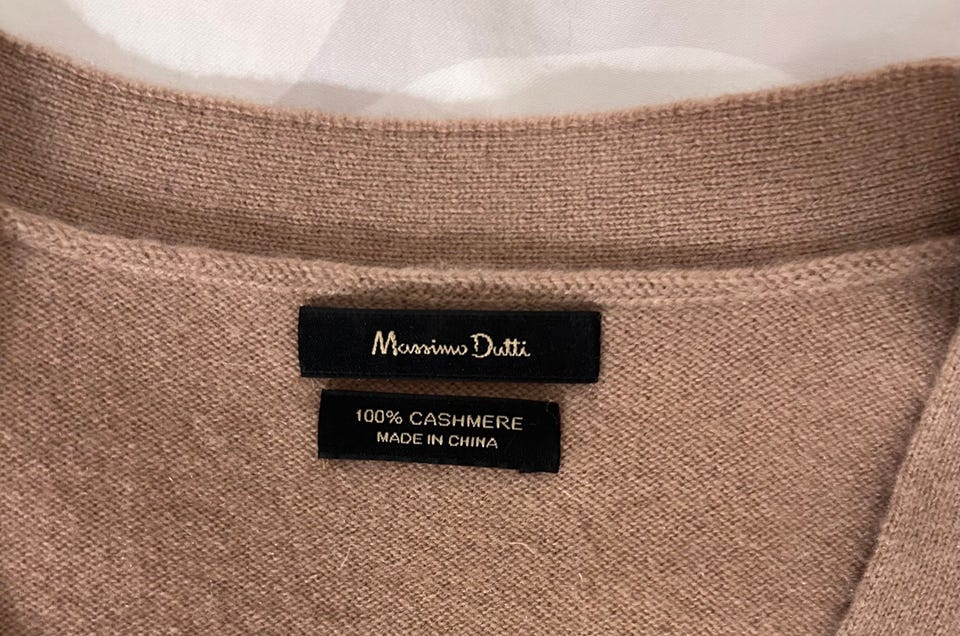 Massimo Dutti
100% CASHMERE
MADE IN CHINA